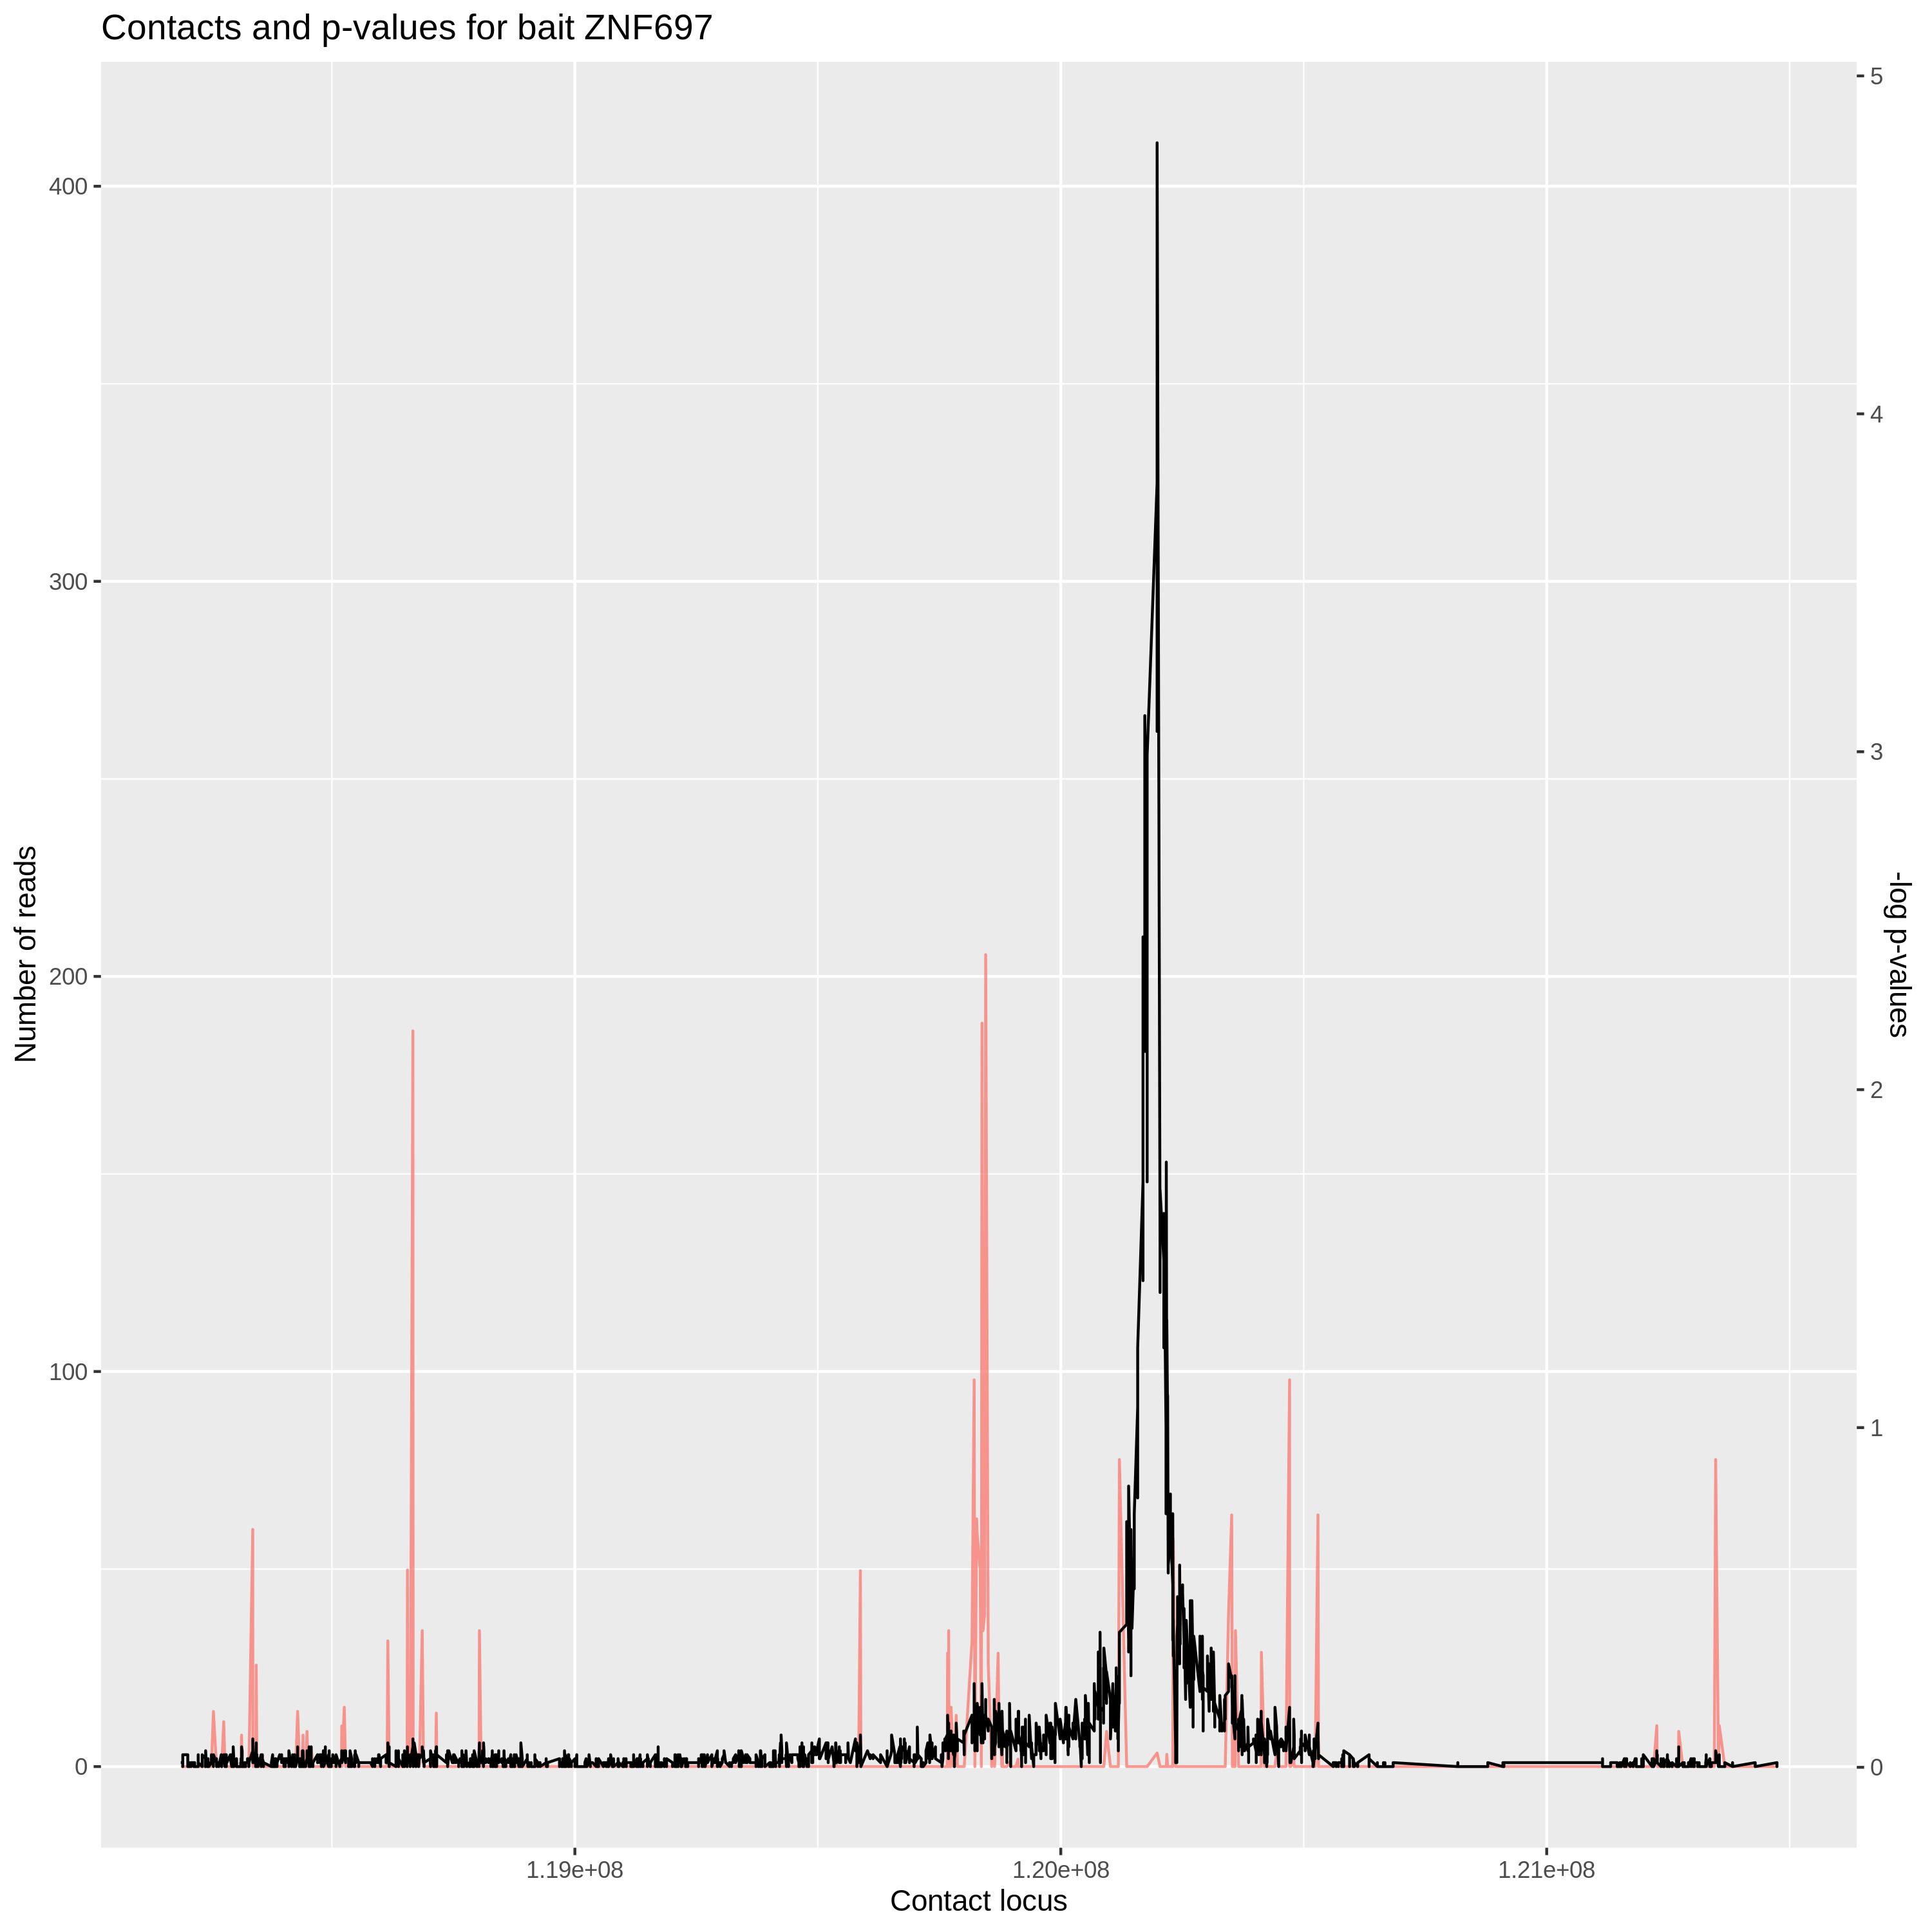 Contacts and p-values for bait ZNF697
5
400
4
300
3
Number of reads
-log p-values
200
2
100
1
0
0
1.19e+08
1.20e+08
1.21e+08
Contact locus